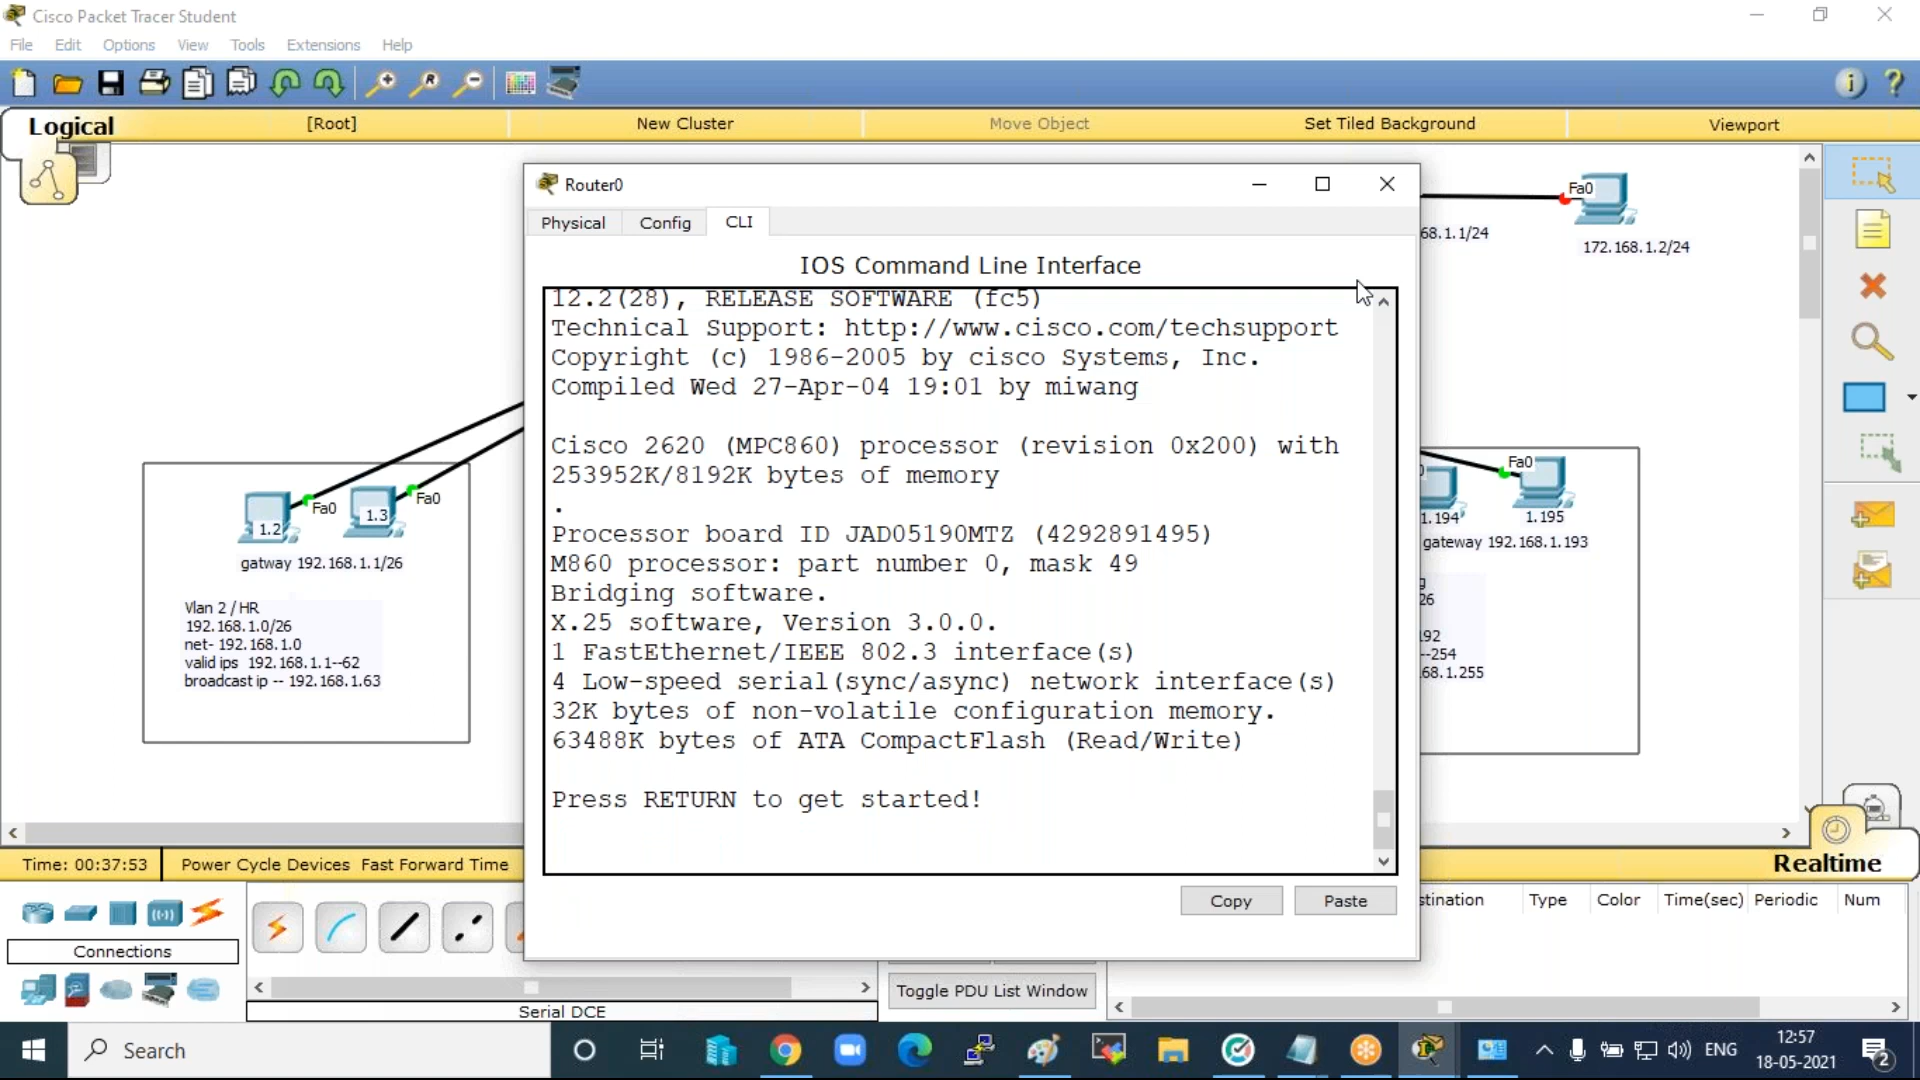 Cisco Packet Tracer Student
File Edit Options View Tools Extensions Help
Logical [Root] New Cluster Move Object Set Tiled Background Viewport
Router0
Physical Config CLI
IOS Command Line Interface
12.2(28), RELEASE SOFTWARE (fc5)
Technical Support: http://www.cisco.com/techsupport
Copyright (c) 1986-2005 by cisco Systems, Inc.
Compiled Wed 27-Apr-04 19:01 by miwang
Cisco 2620 (MPC860) processor (revision 0x200) with
253952K/8192K bytes of memory
.
Processor board ID JAD05190MTZ (4292891495)
M860 processor: part number 0, mask 49
Bridging software.
X.25 software, Version 3.0.0.
1 FastEthernet/IEEE 802.3 interface(s)
4 Low-speed serial(sync/async) network interface(s)
32K bytes of non-volatile configuration memory.
63488K bytes of ATA CompactFlash (Read/Write)
Press RETURN to get started!
Copy Paste
Fa0
68.1.1/24
172.168.1.2/24
1.2 Fa0 1.3 Fa0
gatway 192.168.1.1/26
Vlan 2 / HR
192.168.1.0/26
net- 192.168.1.0
valid ips 192.168.1.1--62
broadcast ip -- 192.168.1.63
Fa0
1.194 1.195
gateway 192.168.1.193
26
192
--254
68.1.255
Time: 00:37:53 Power Cycle Devices Fast Forward Time
Realtime
Connections
Serial DCE
Toggle PDU List Window
stination Type Color Time(sec) Periodic Num
Search
ENG
12:57
18-05-2021
2